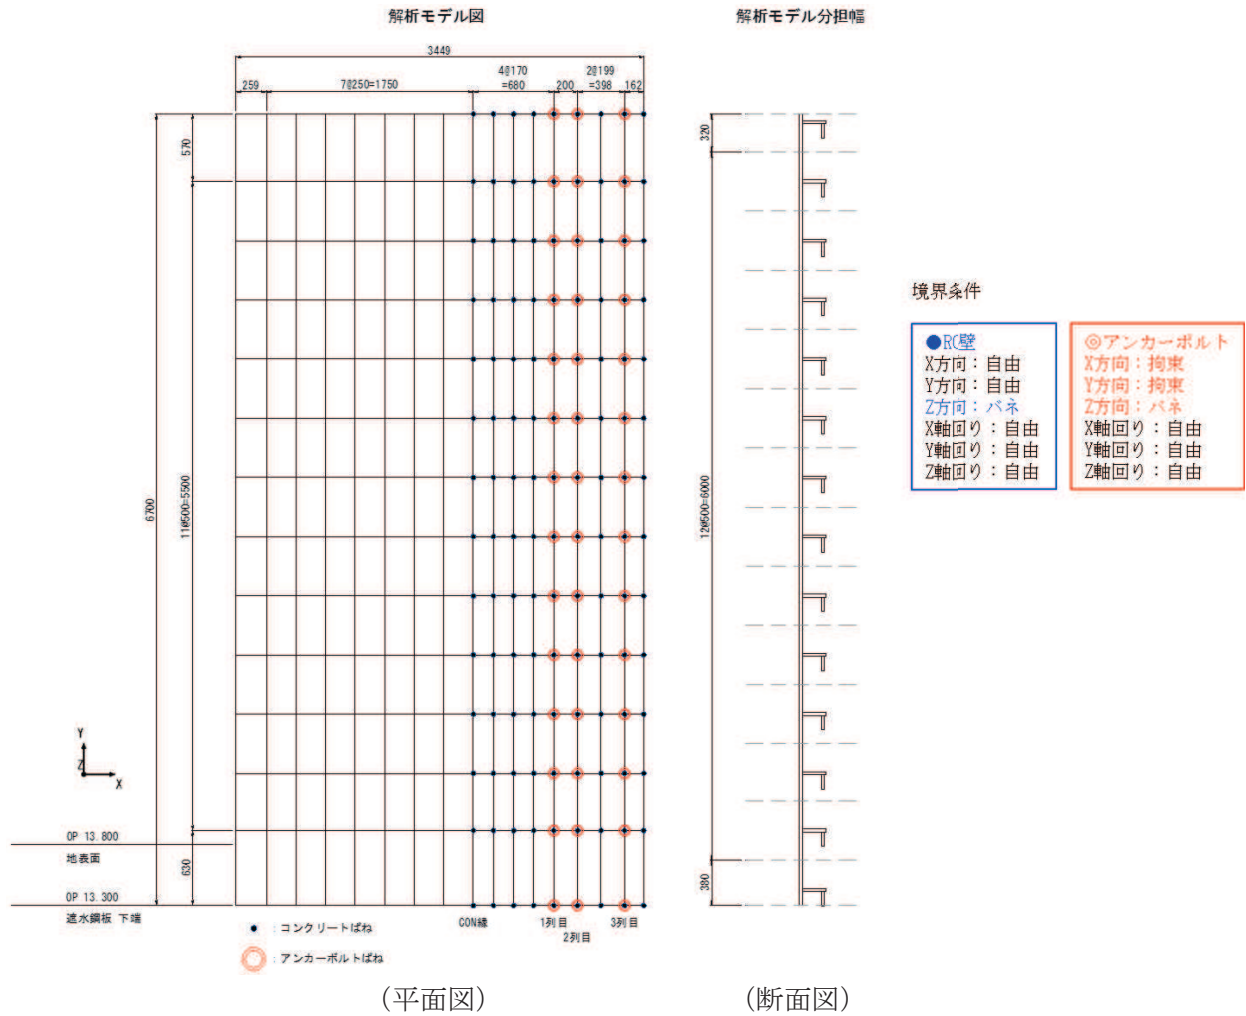 解析モデル図
解析モデル分担幅
3449
259
7@250=1750
4@170
=680
200
2@199
=398
162
570
6700
11@500=5500
630
320
12@500=6000
380
境界条件
●RC壁
X方向：自由
Y方向：自由
Z方向：バネ
X軸回り：自由
Y軸回り：自由
Z軸回り：自由
◎アンカーボルト
X方向：拘束
Y方向：拘束
Z方向：バネ
X軸回り：自由
Y軸回り：自由
Z軸回り：自由
Y
Z
X
OP 13.800
地表面
OP 13.300
遮水鋼板 下端
CON縁
1列目
2列目
3列目
● : コンクリートばね
◎ : アンカーボルトばね
（平面図）
（断面図）